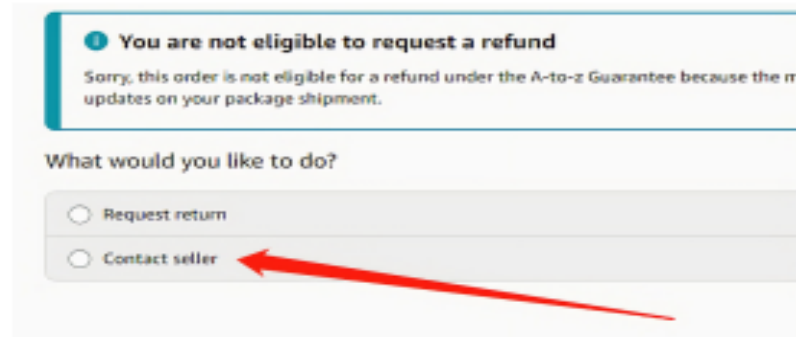 You are not eligible to request a refund
Sorry, this order is not eligible for a refund under the A-to-z Guarantee because the
updates on your package shipment.
What would you like to do?
Request return
Contact seller